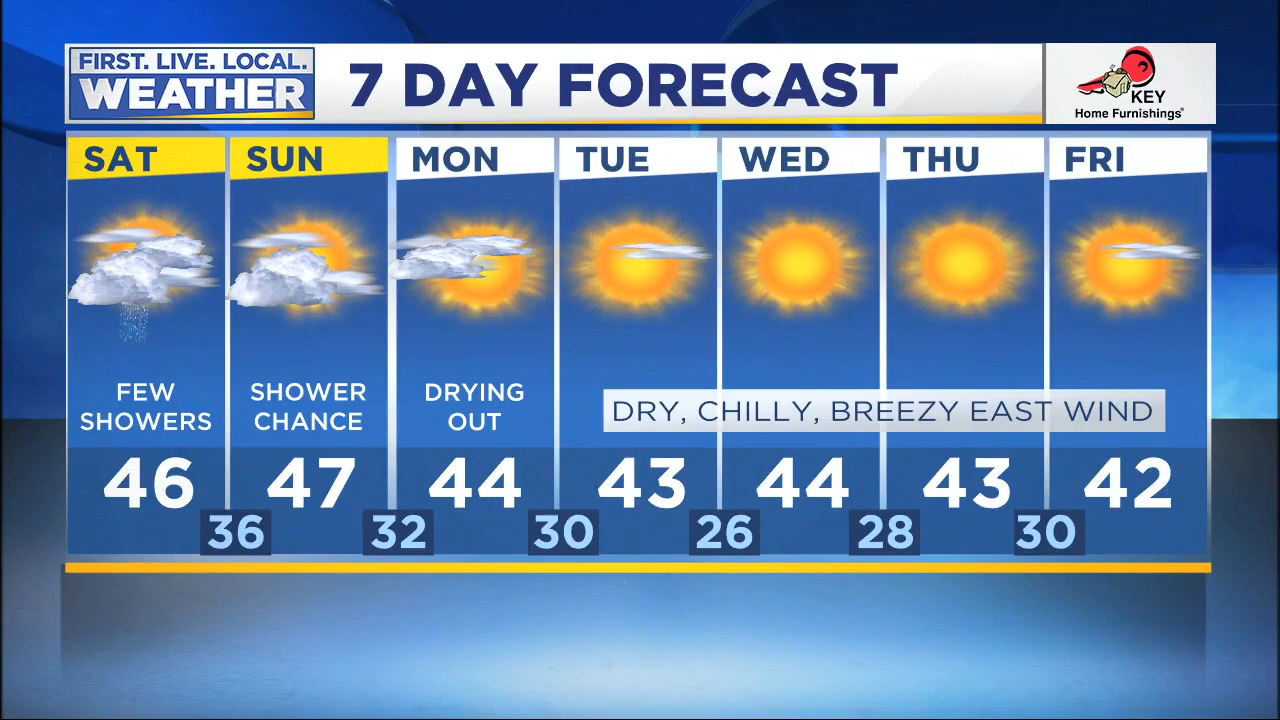 FIRST. LIVE. LOCAL.
WEATHER
7 DAY FORECAST
KEY
Home Furnishings®
SAT SUN MON TUE WED THU FRI
FEW
SHOWERS
SHOWER
CHANCE
DRYING
OUT
DRY, CHILLY, BREEZY EAST WIND
46 47 44 43 44 43 42
36 32 30 26 28 30